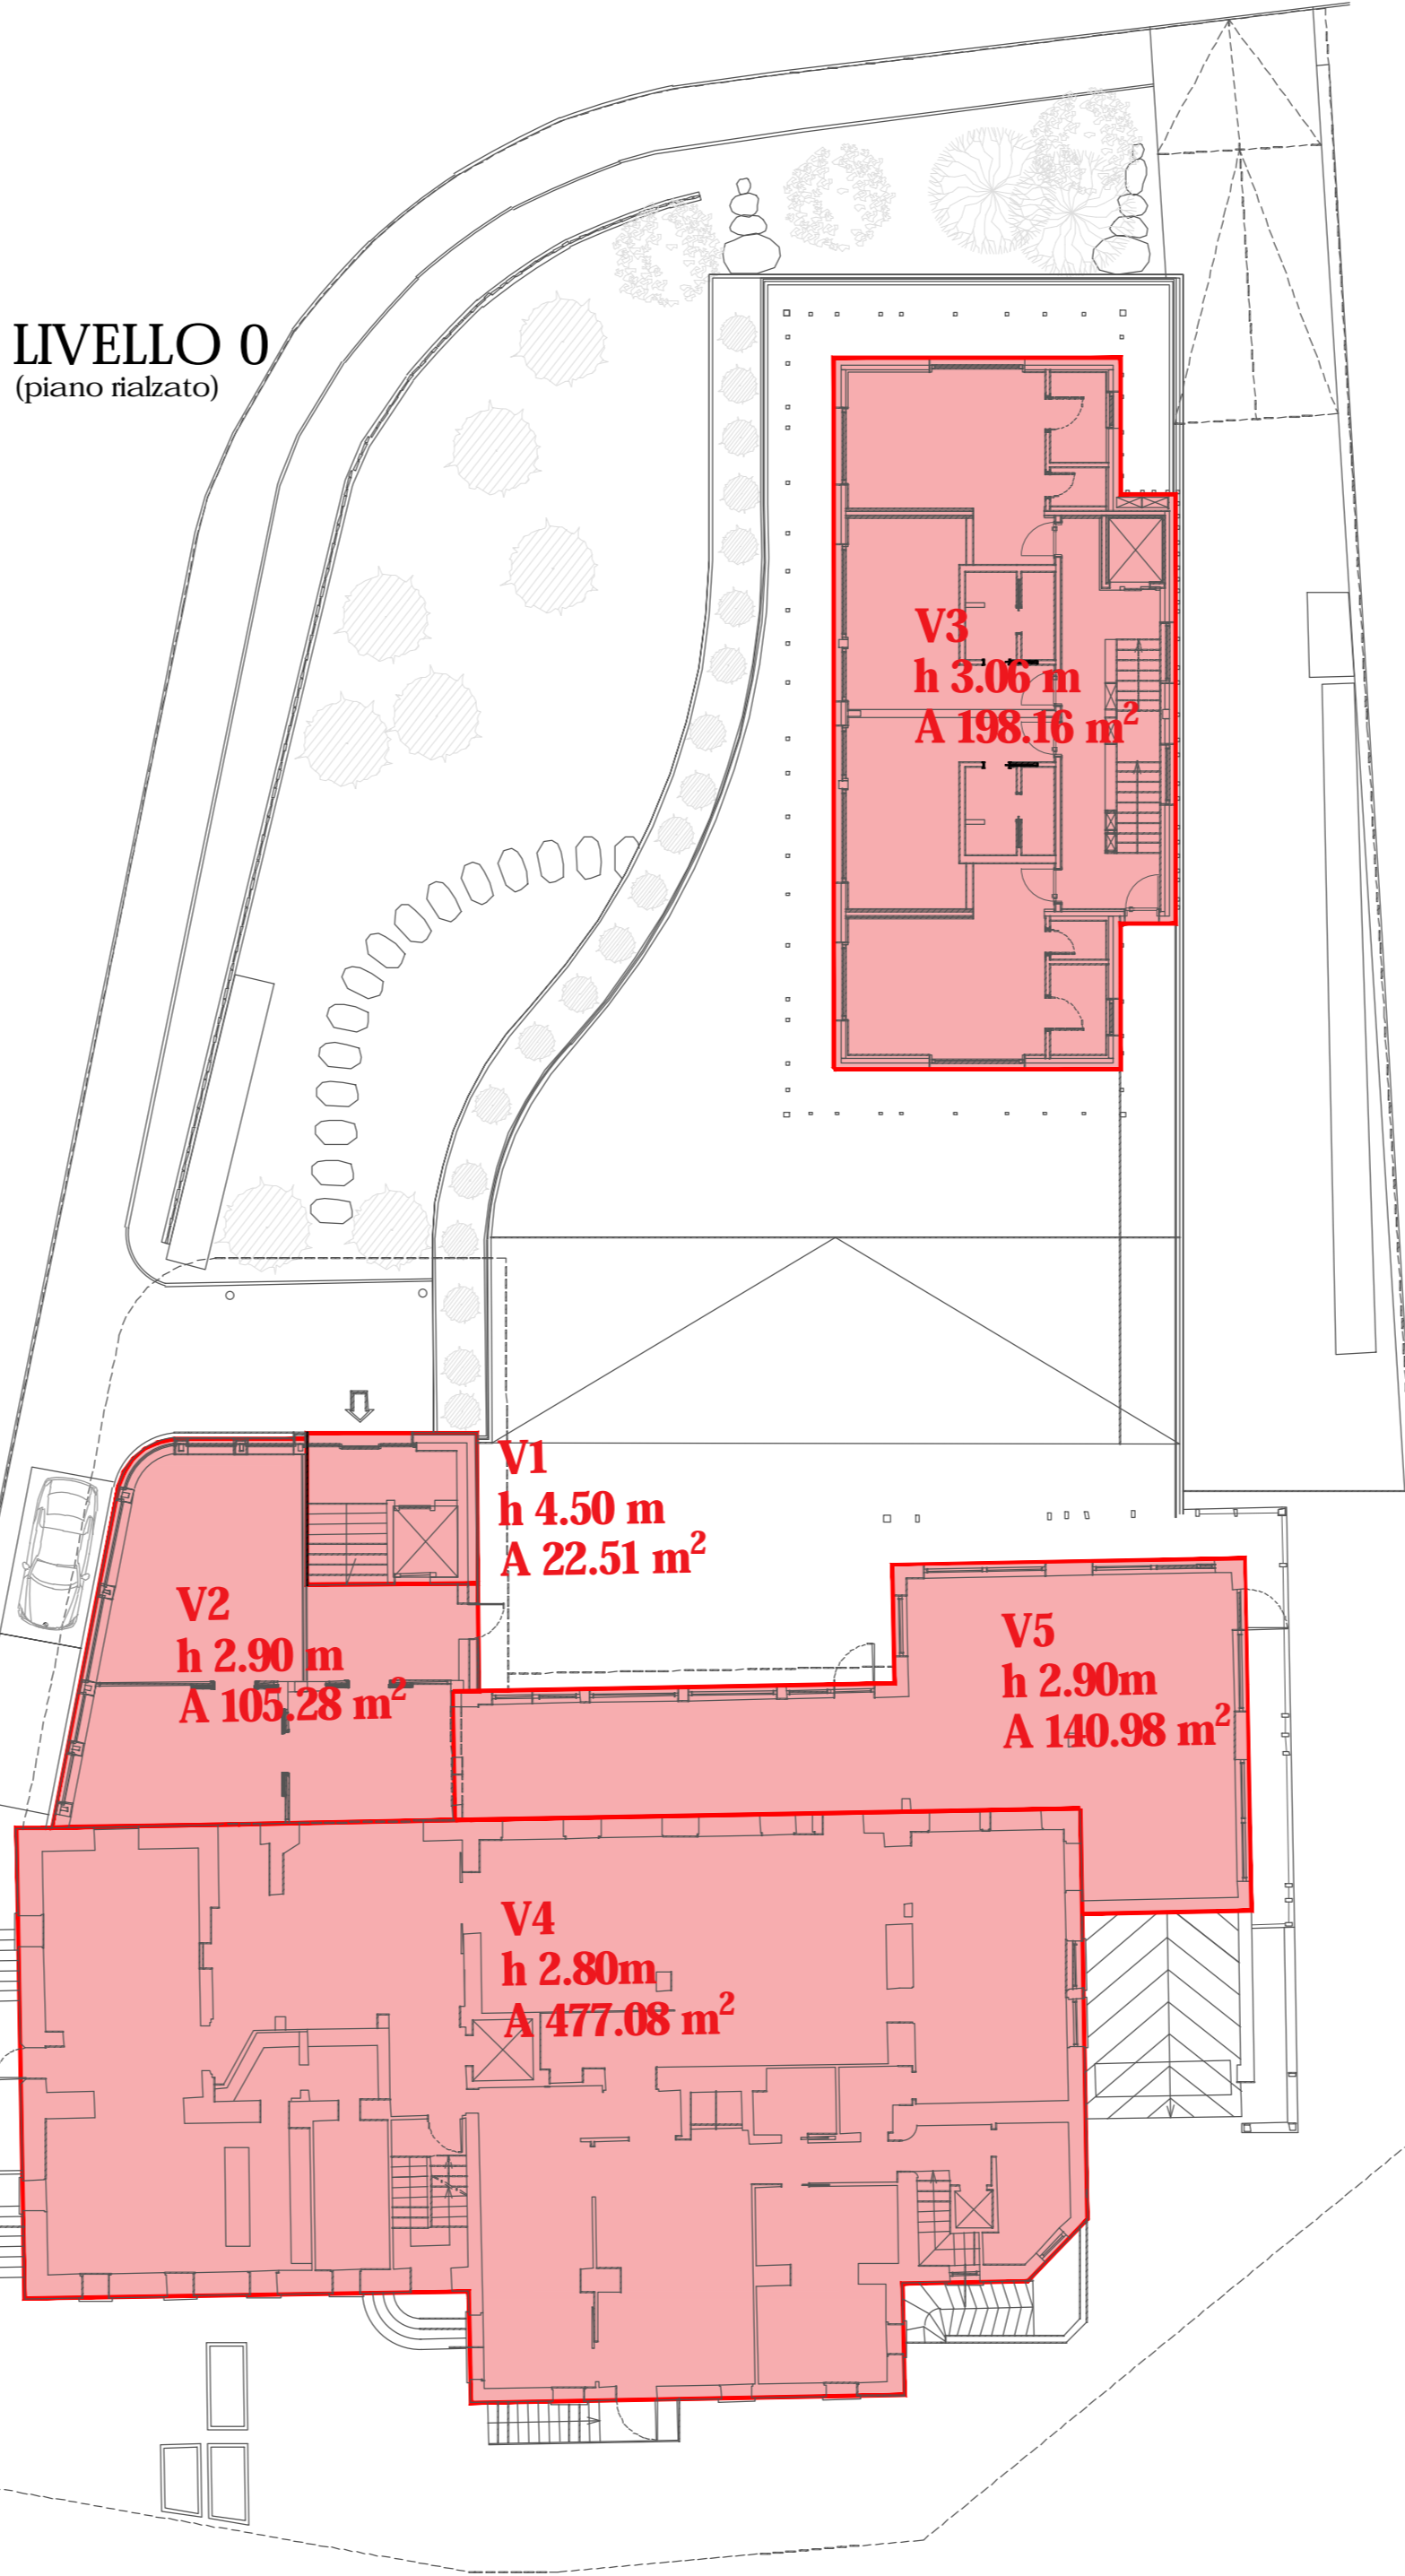 LIVELLO 0
(piano rialzato)
V3
h 3.06 m
A 198.16 m²
V1
h 4.50 m
A 22.51 m²
V2
h 2.90 m
A 105.28 m²
V5
h 2.90m
A 140.98 m²
V4
h 2.80m
A 477.08 m²